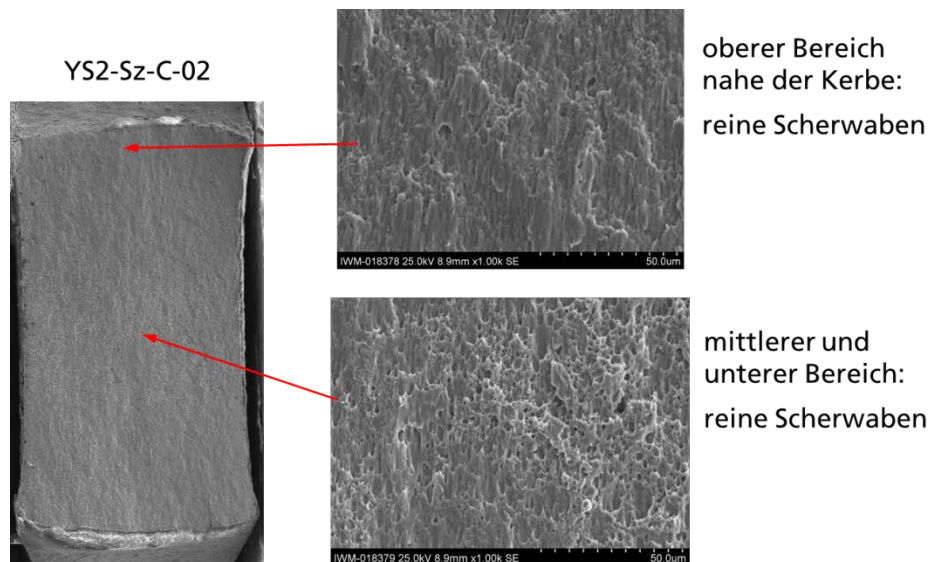 YS2-Sz-C-02
oberer Bereich
nahe der Kerbe:
reine Scherwaben
IWM-018378 25.0kV 8.9mm x1.00k SE
50.0um
mittlerer und
unterer Bereich:
reine Scherwaben
IWM-018379 25.0kV 8.9mm x1.00k SE
50.0um